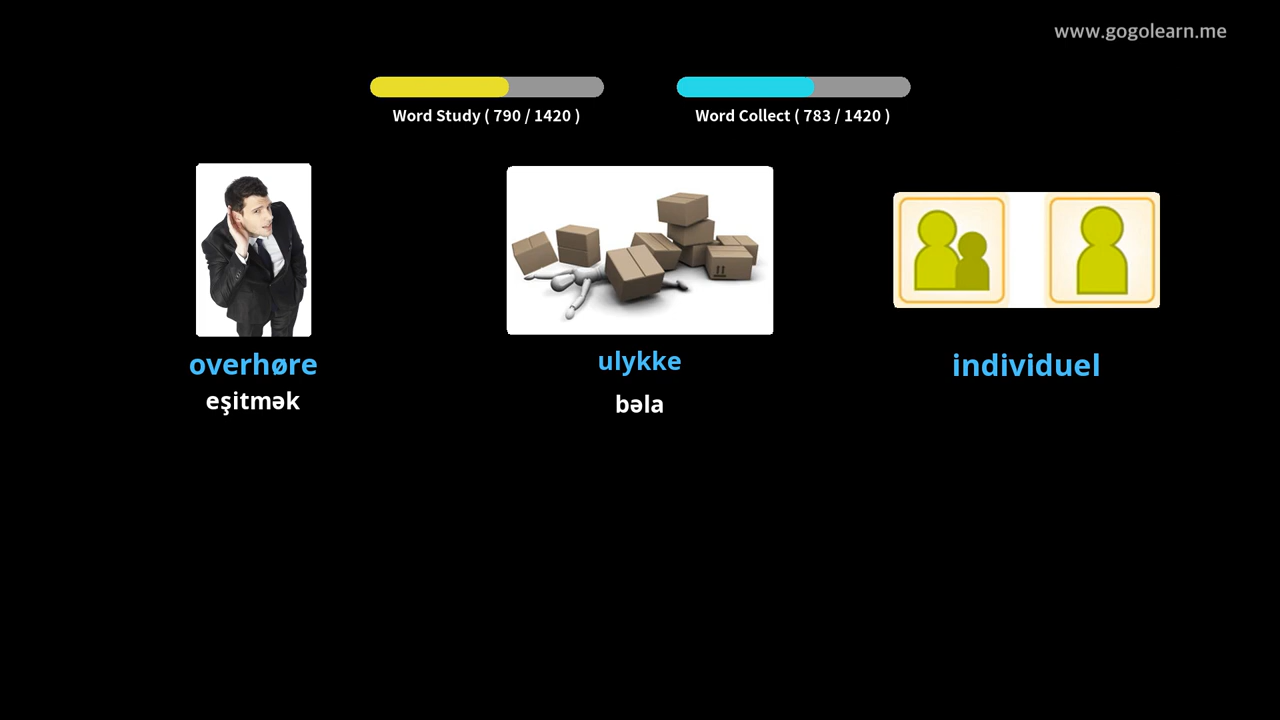 www.gogolearn.me
Word Study ( 790 / 1420 )
Word Collect ( 783 / 1420 )
overhøre
eşitmək
ulykke
bəla
individuel